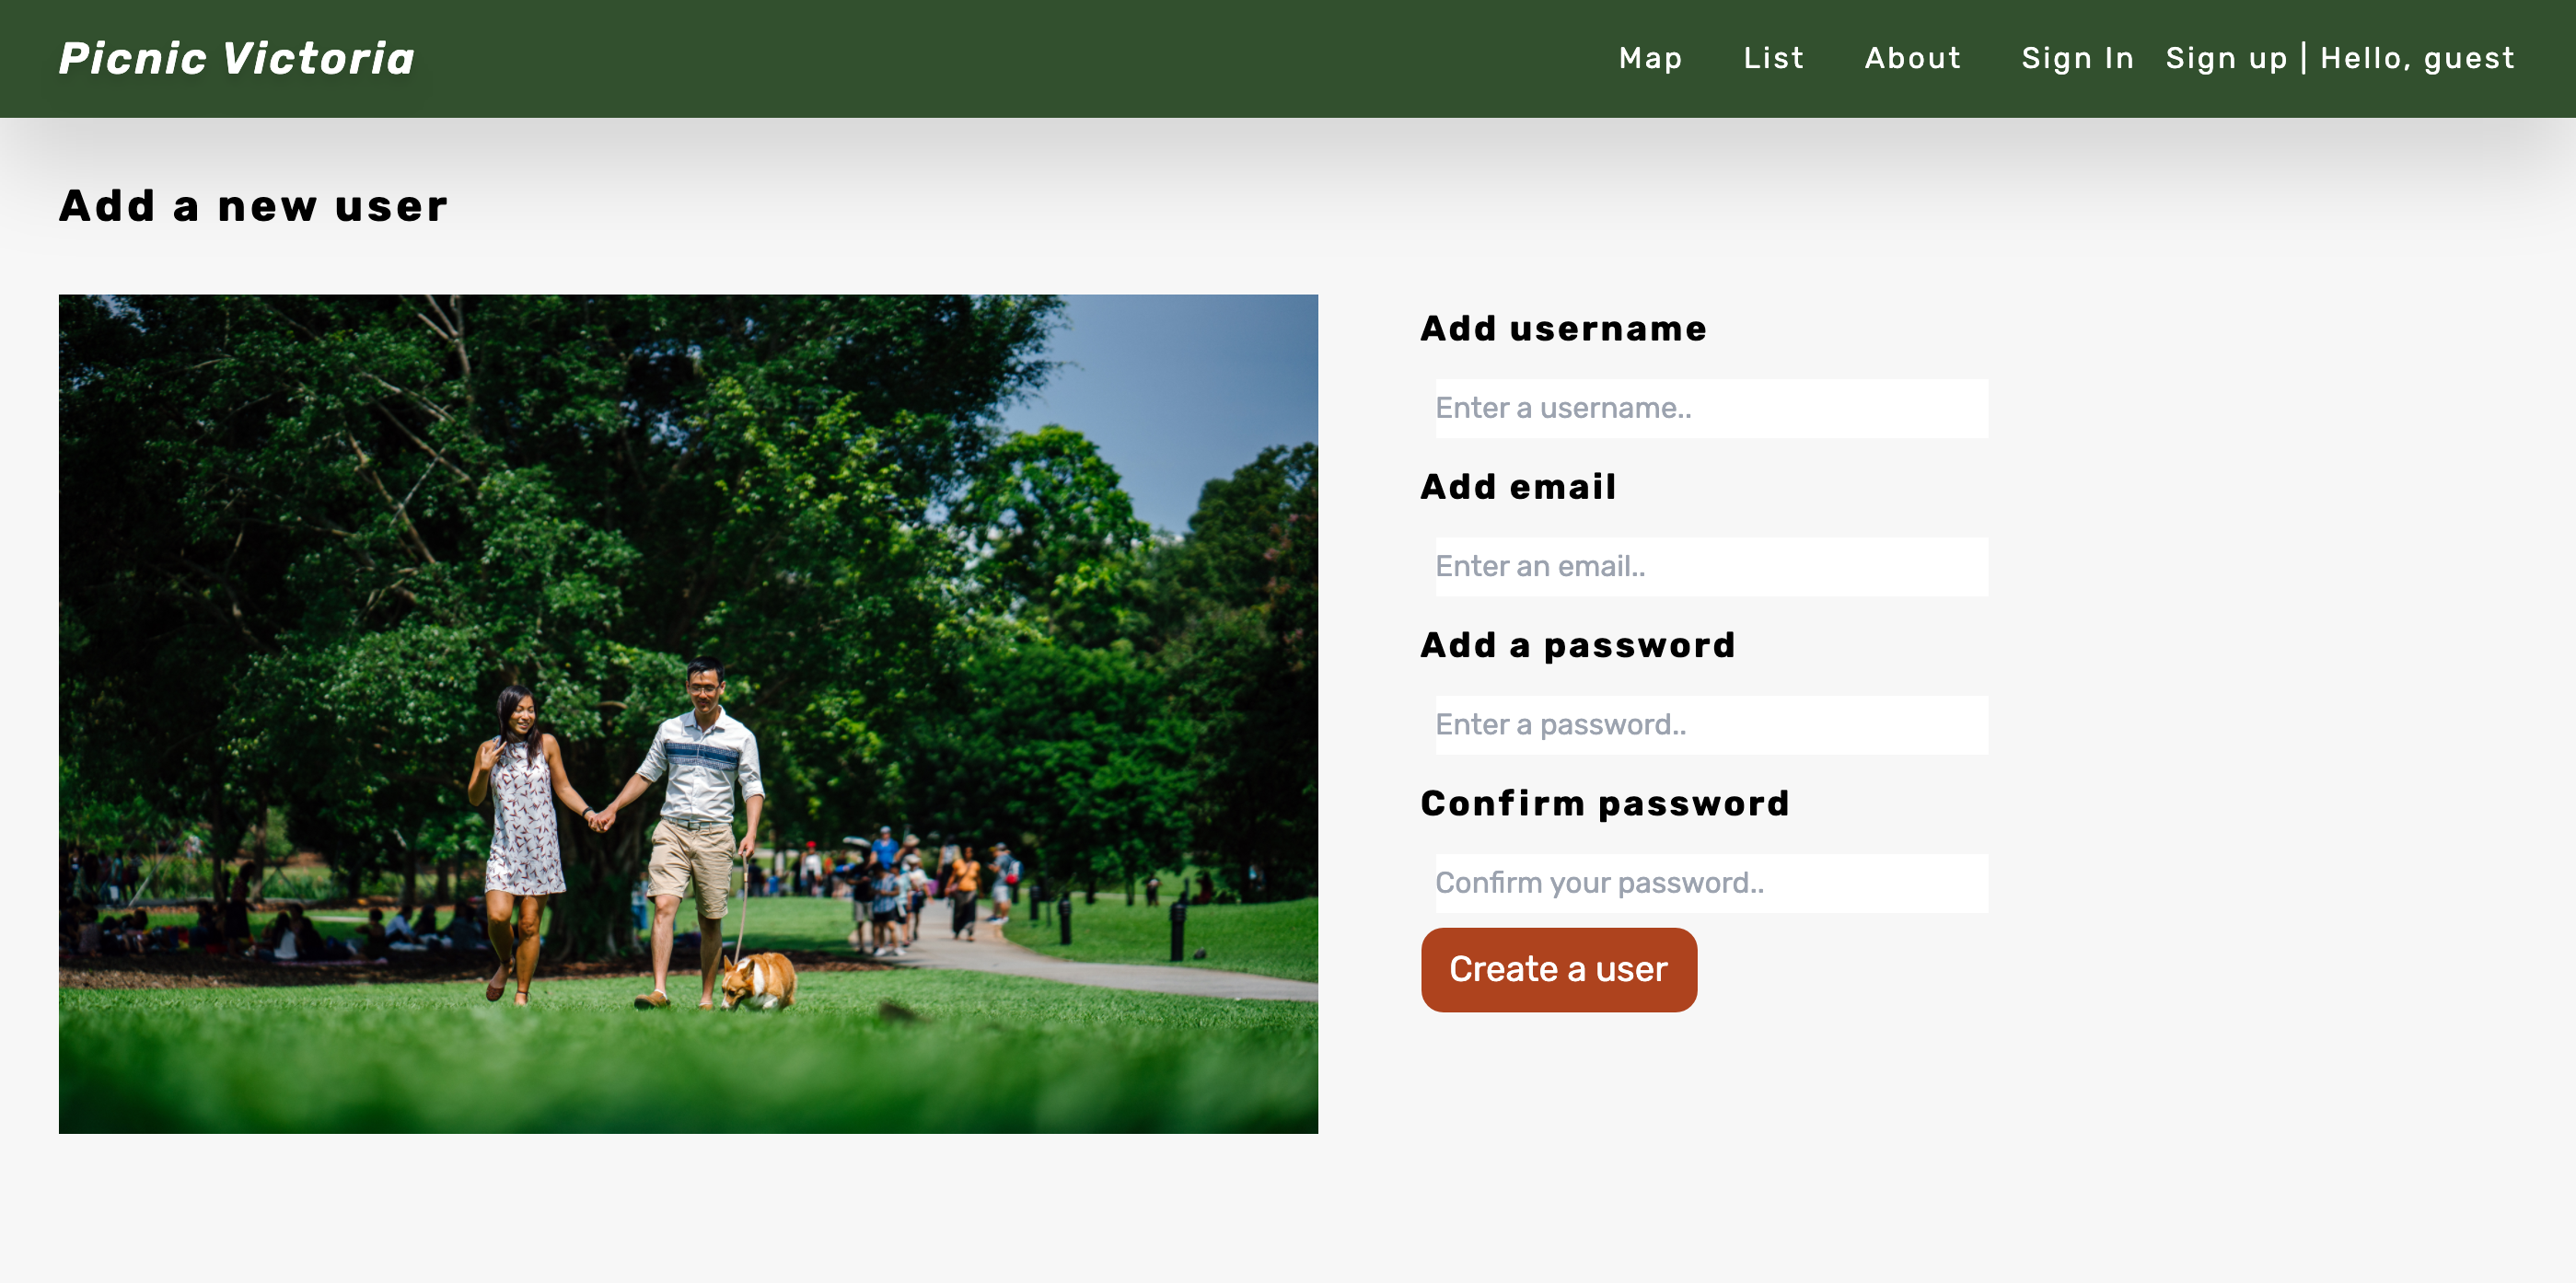 Picnic Victoria
Map List About Sign In Sign up | Hello, guest
Add a new user
Add username
Enter a username..
Add email
Enter an email..
Add a password
Enter a password..
Confirm password
Confirm your password..
Create a user